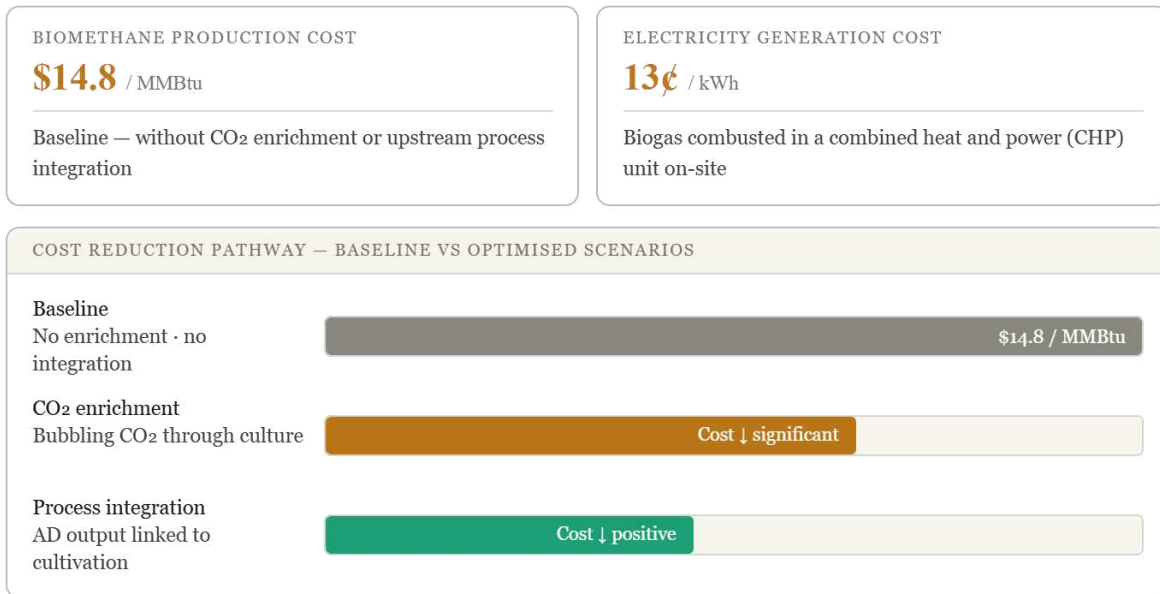 BIOMETHANE PRODUCTION COST
$14.8 / MMBtu
Baseline — without CO₂ enrichment or upstream process
integration
ELECTRICITY GENERATION COST
13¢ / kWh
Biogas combusted in a combined heat and power (CHP)
unit on-site
COST REDUCTION PATHWAY — BASELINE VS OPTIMISED SCENARIOS
Baseline
No enrichment · no
integration
$14.8 / MMBtu
CO₂ enrichment
Bubbling CO₂ through culture
Cost ↓ significant
Process integration
AD output linked to
cultivation
Cost ↓ positive